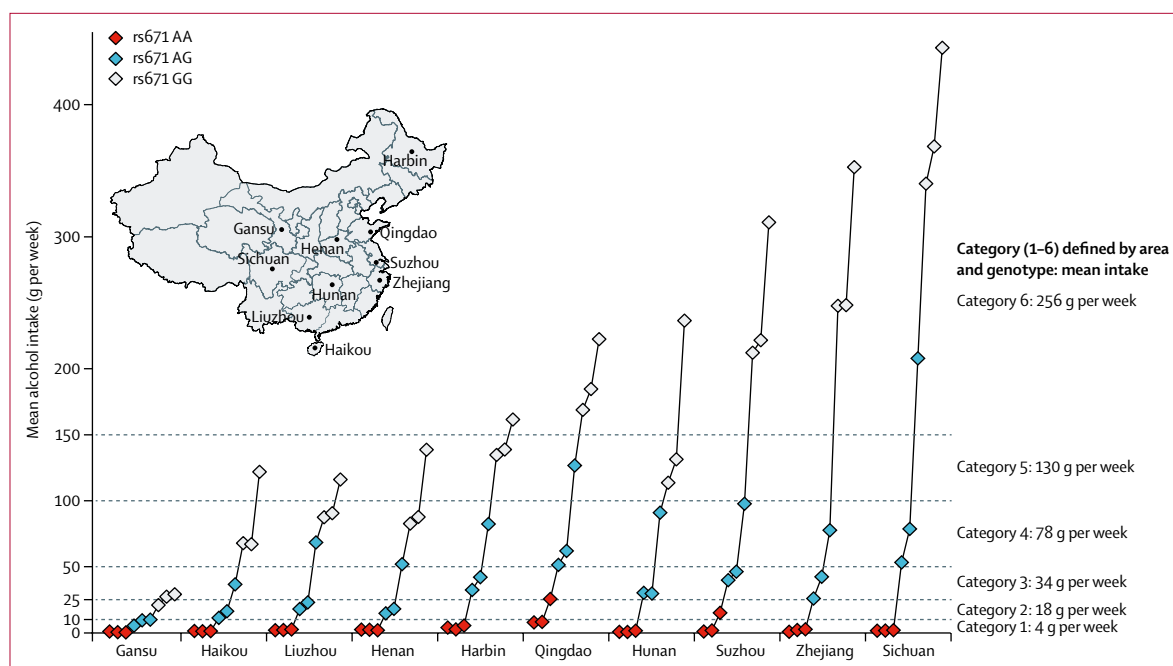 rs671 AA
rs671 AG
rs671 GG
Mean alcohol intake (g per week)
400
300
200
150
100
50
25
10
0
Harbin
Gansu
Qingdao
Henan
Sichuan
Suzhou
Zhejiang
Hunan
Liuzhou
Haikou
Category (1–6) defined by area
and genotype: mean intake
Category 6: 256 g per week
Category 5: 130 g per week
Category 4: 78 g per week
Category 3: 34 g per week
Category 2: 18 g per week
Category 1: 4 g per week
Gansu
Haikou
Liuzhou
Henan
Harbin
Qingdao
Hunan
Suzhou
Zhejiang
Sichuan